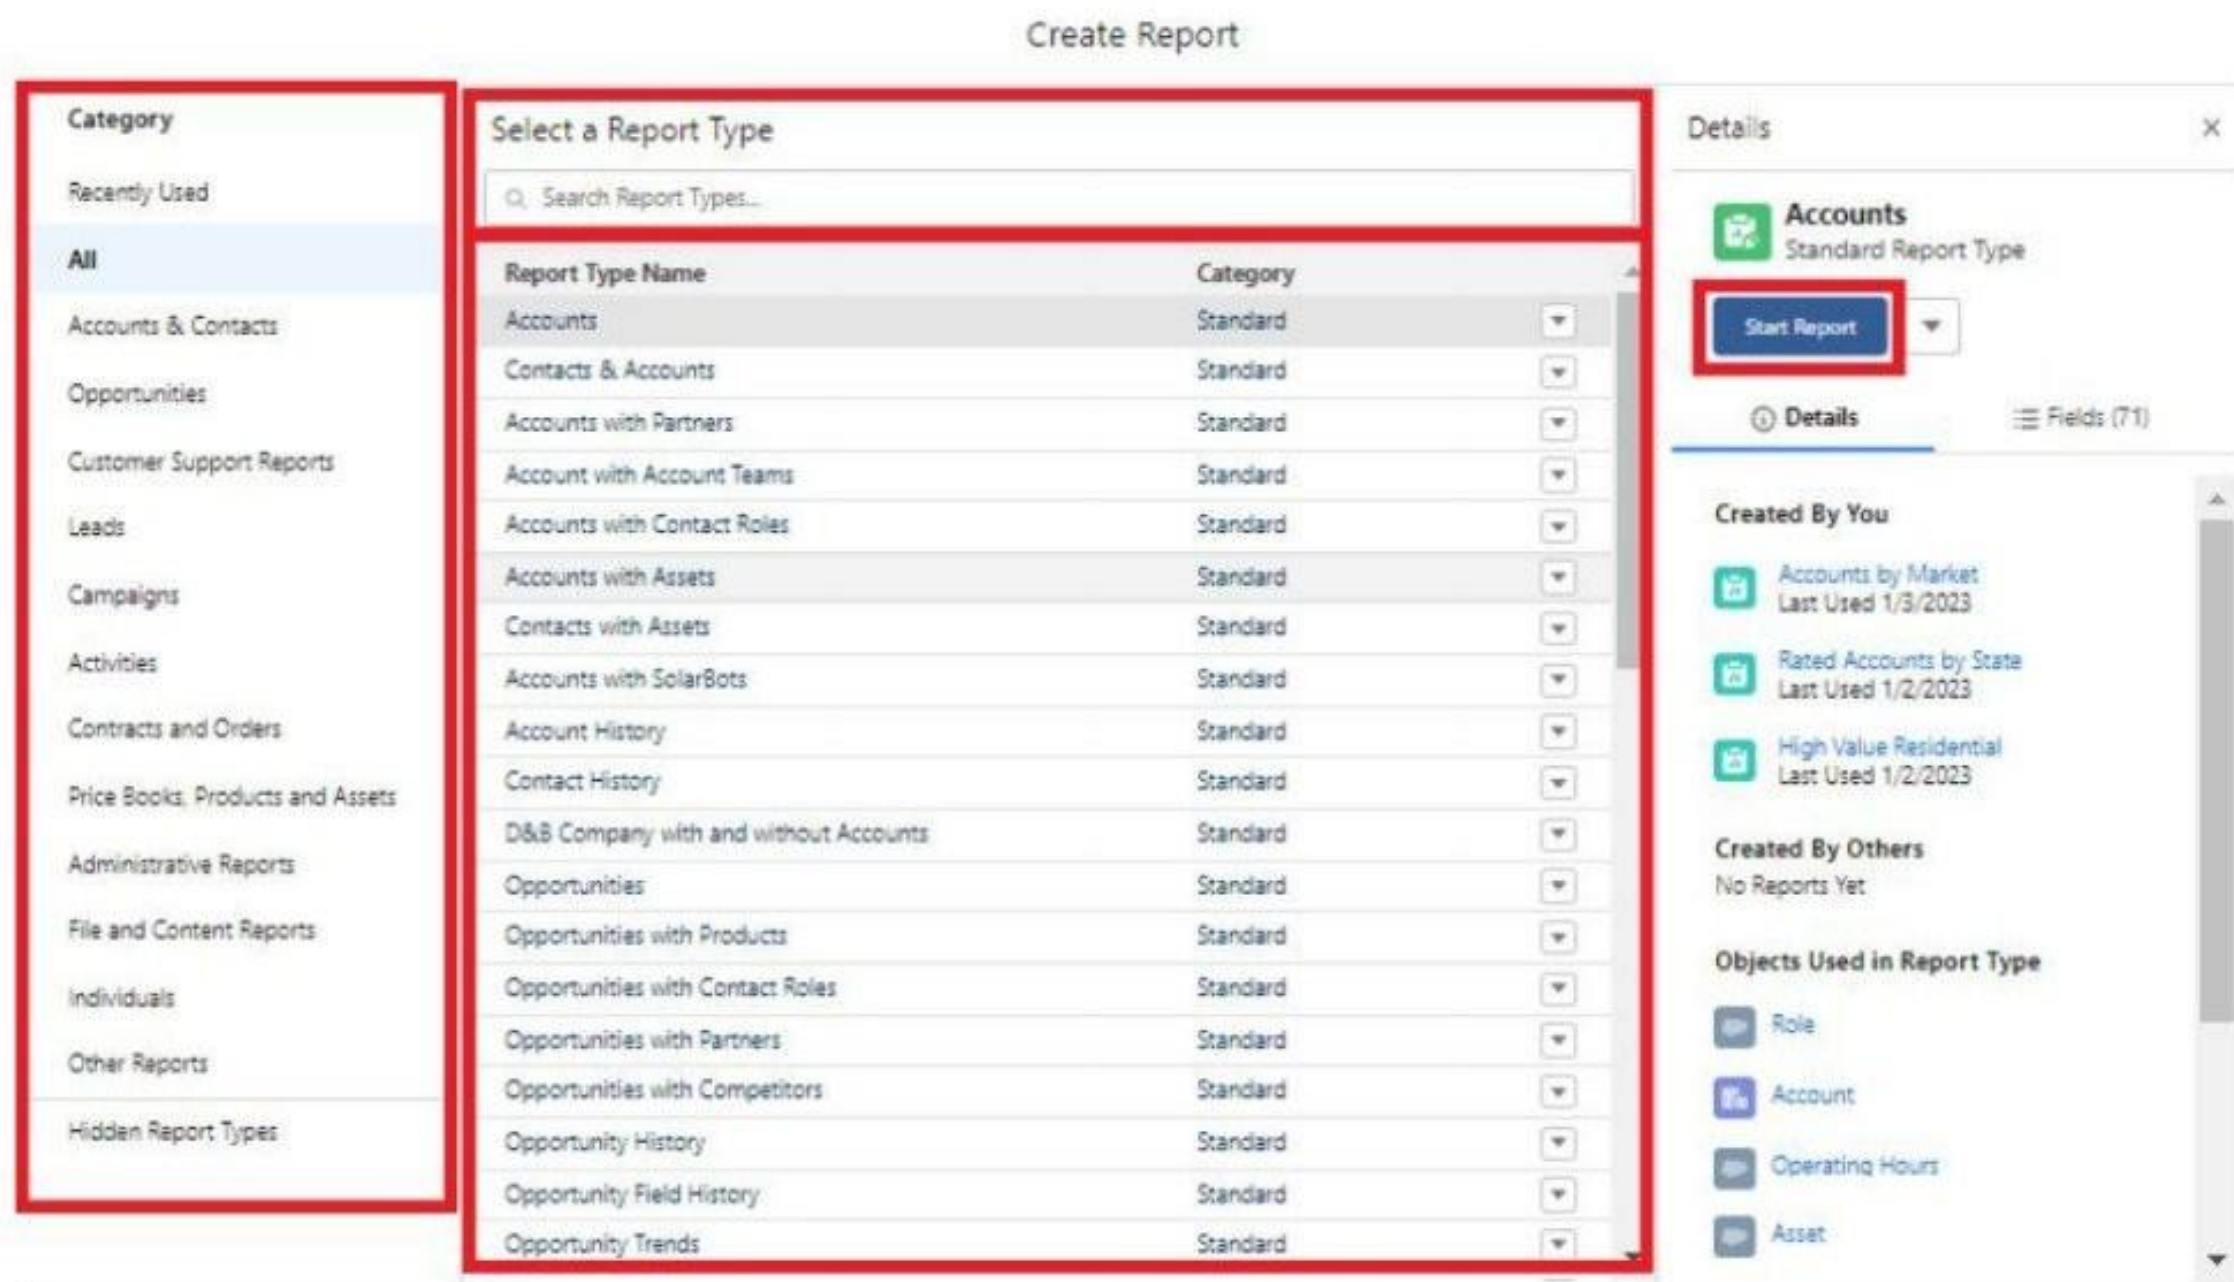 Create Report
Category
Recently Used
All
Accounts & Contacts
Opportunities
Customer Support Reports
Leads
Campaigns
Activities
Contracts and Orders
Price Books, Products and Assets
Administrative Reports
File and Content Reports
Individuals
Other Reports
Hidden Report Types
Select a Report Type
Search Report Types...
Report Type Name Category
Accounts Standard
Contacts & Accounts Standard
Accounts with Partners Standard
Account with Account Teams Standard
Accounts with Contact Roles Standard
Accounts with Assets Standard
Contacts with Assets Standard
Accounts with SolarBots Standard
Account History Standard
Contact History Standard
D&B Company with and without Accounts Standard
Opportunities Standard
Opportunities with Products Standard
Opportunities with Contact Roles Standard
Opportunities with Partners Standard
Opportunities with Competitors Standard
Opportunity History Standard
Opportunity Field History Standard
Opportunity Trends Standard
Details
Accounts
Standard Report Type
Start Report
Details Fields (71)
Created By You
Accounts by Market
Last Used 1/3/2023
Rated Accounts by State
Last Used 1/2/2023
High Value Residential
Last Used 1/2/2023
Created By Others
No Reports Yet
Objects Used in Report Type
Role
Account
Operating Hours
Asset